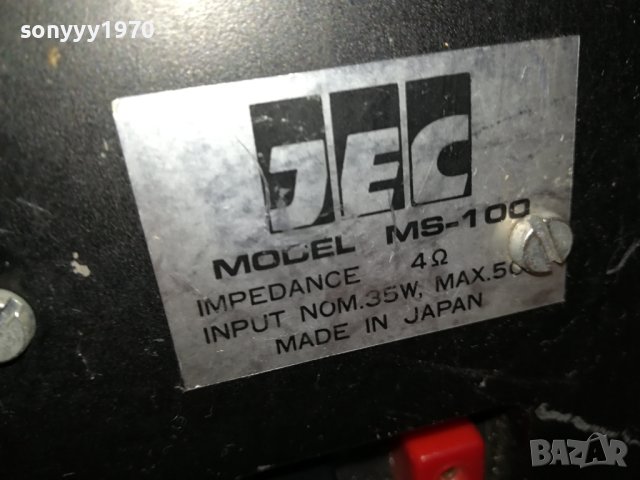 sonyyy1970
JEC
MODEL MS-100
IMPEDANCE 4Ω
INPUT NOM.35W, MAX.50
MADE IN JAPAN
BAZAR